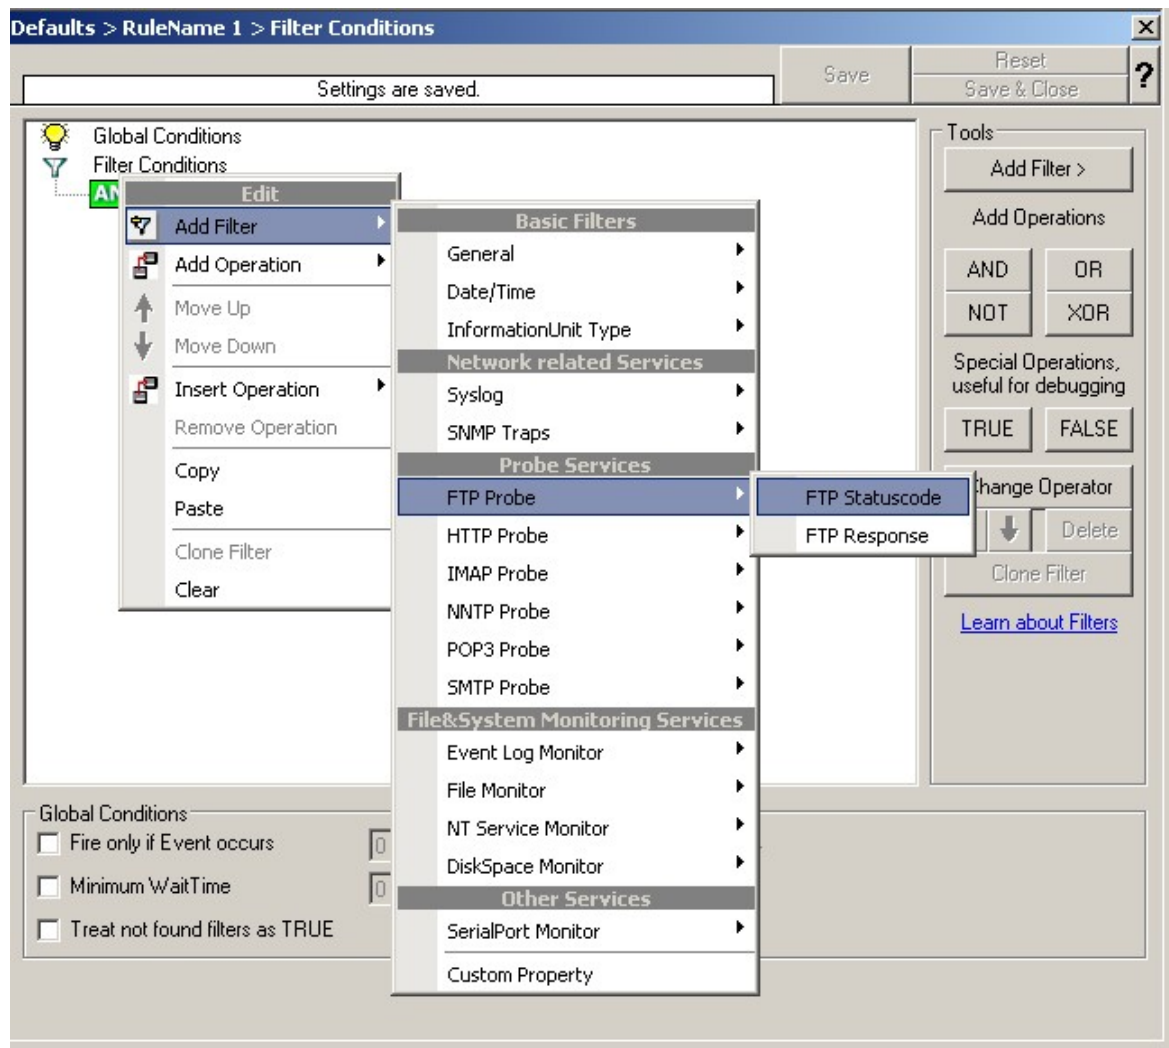 Defaults > RuleName 1 > Filter Conditions
Settings are saved.
Save
Reset
Save & Close
?
Global Conditions
Filter Conditions
AN
Edit
Add Filter
Add Operation
Move Up
Move Down
Insert Operation
Remove Operation
Copy
Paste
Clone Filter
Clear
Basic Filters
General
Date/Time
InformationUnit Type
Network related Services
Syslog
SNMP Traps
Probe Services
FTP Probe
HTTP Probe
IMAP Probe
NNTP Probe
POP3 Probe
SMTP Probe
File&System Monitoring Services
Event Log Monitor
File Monitor
NT Service Monitor
DiskSpace Monitor
Other Services
SerialPort Monitor
Custom Property
FTP Statuscode
FTP Response
Tools
Add Filter >
Add Operations
AND OR
NOT XOR
Special Operations,
useful for debugging
TRUE FALSE
hange Operator
Delete
Clone Filter
Learn about Filters
Global Conditions
Fire only if Event occurs 0
Minimum WaitTime 0
Treat not found filters as TRUE